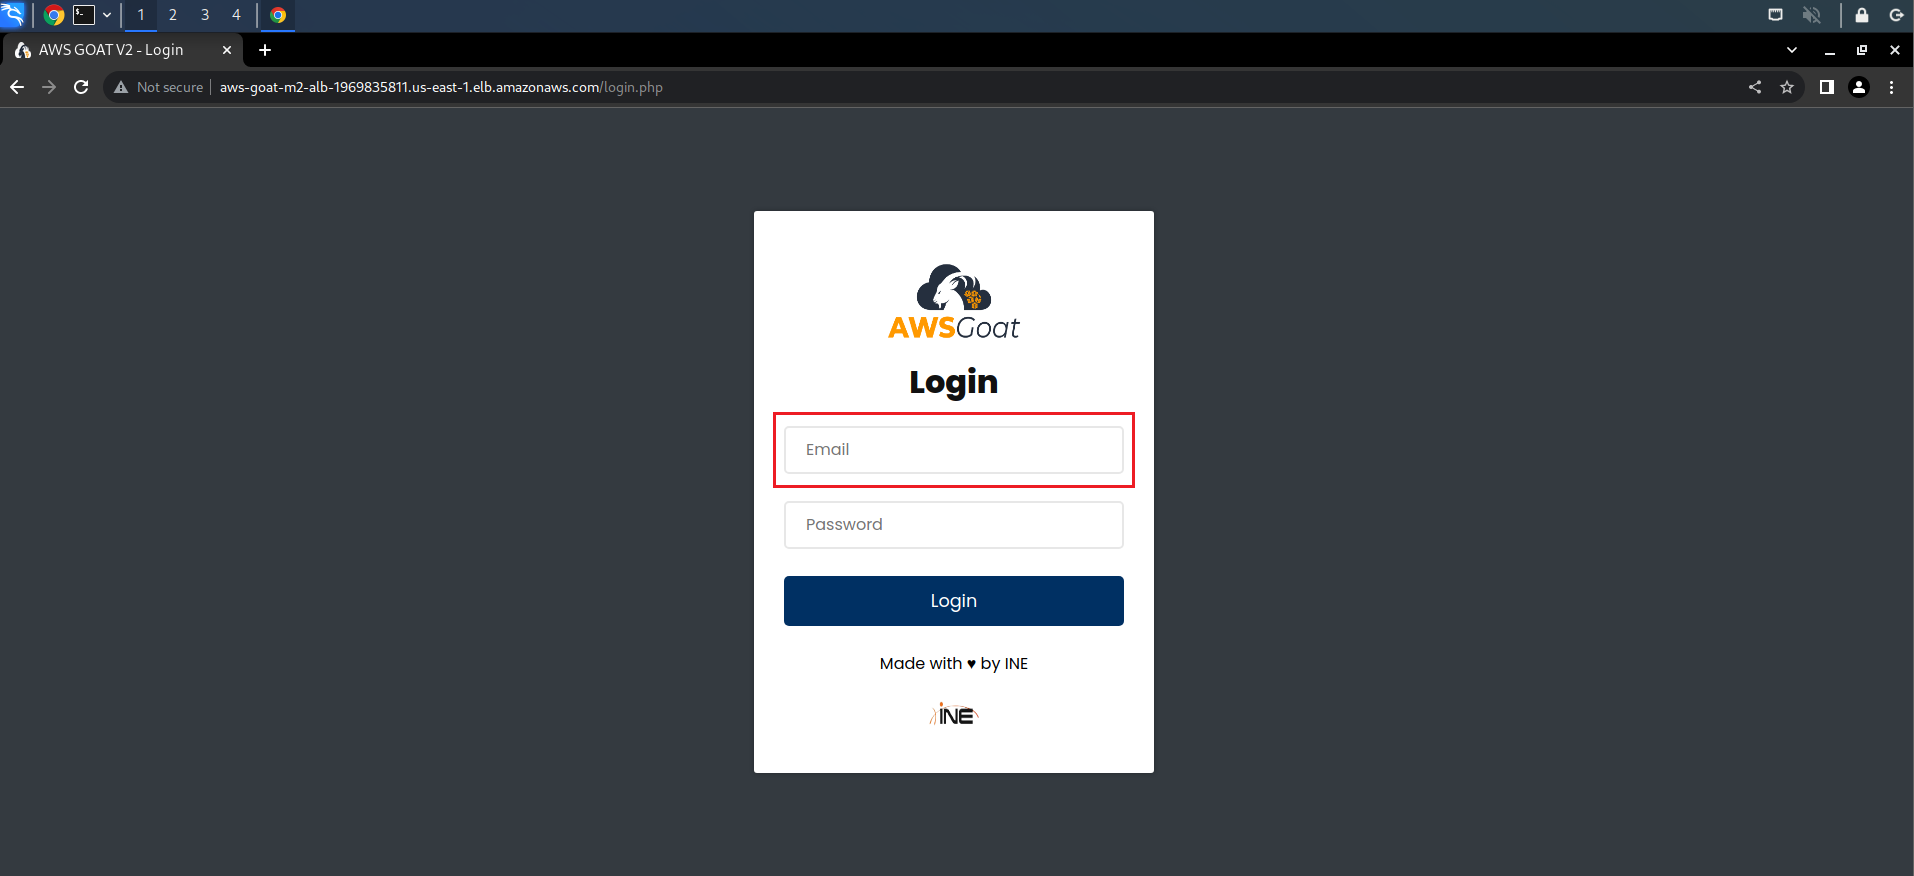 1 2 3 4
AWS GOAT V2 - Login
Not secure aws-goat-m2-alb-1969835811.us-east-1.elb.amazonaws.com/login.php
AWSGoat
Login
Email
Password
Login
Made with ♥ by INE
INE